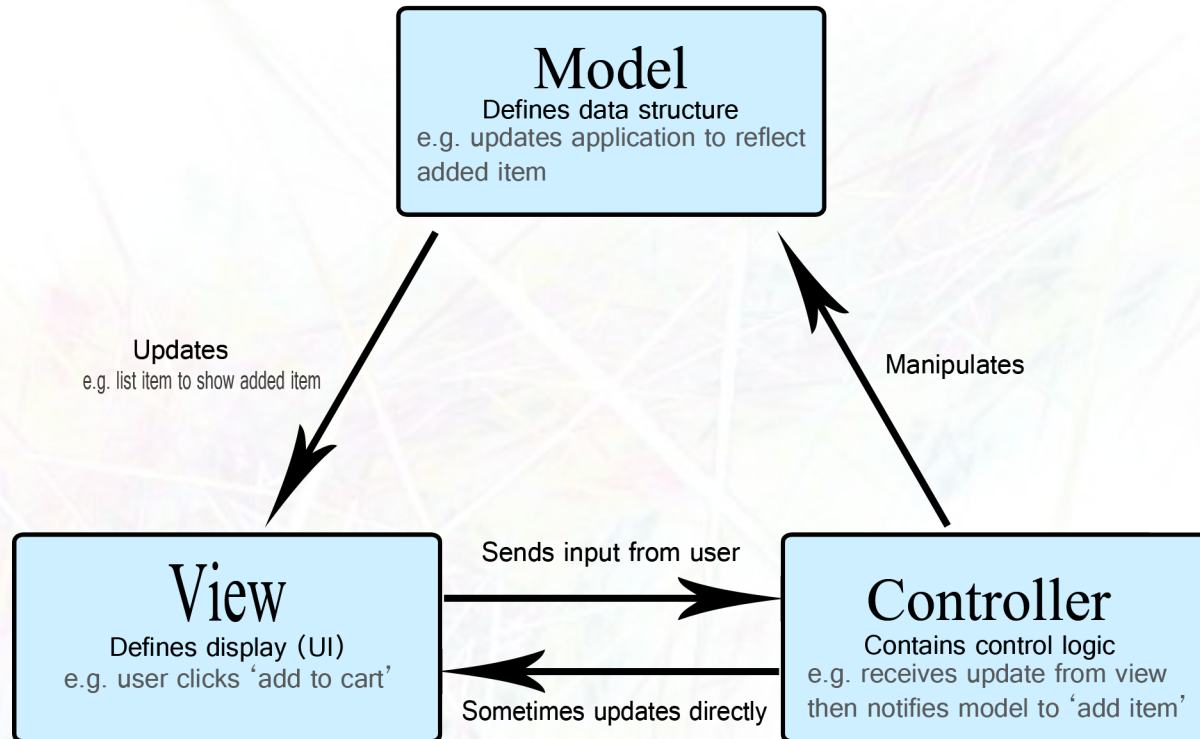 Model
Defines data structure
e.g. updates application to reflect
added item
Updates
e.g. list item to show added item
Manipulates
View
Defines display (UI)
e.g. user clicks ‘add to cart’
Sends input from user
Sometimes updates directly
Controller
Contains control logic
e.g. receives update from view
then notifies model to ‘add item’